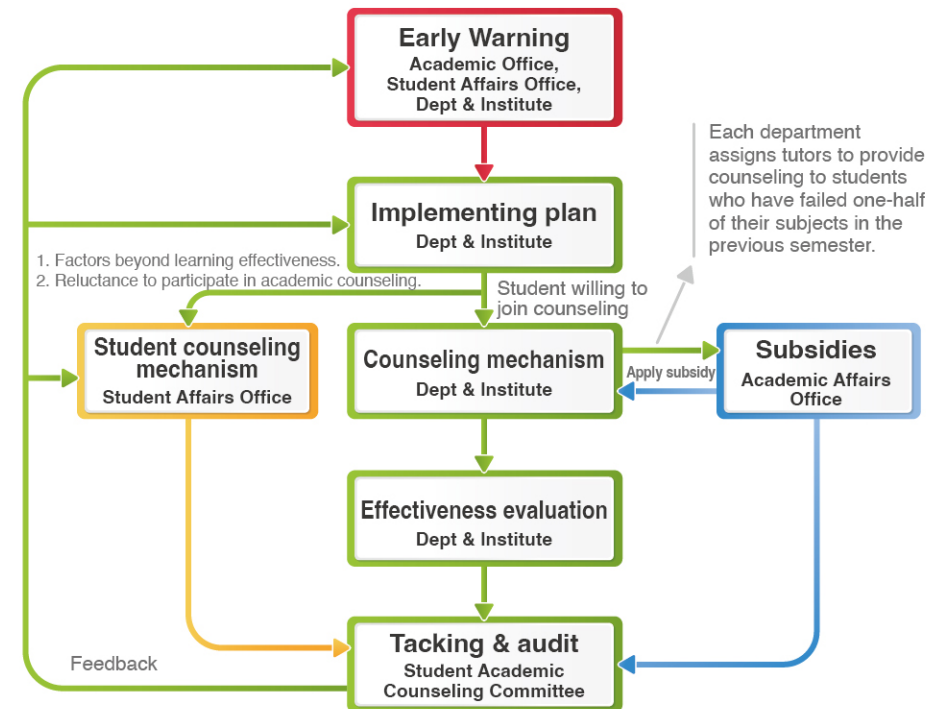 Early Warning
Academic Office,
Student Affairs Office,
Dept & Institute
Each department
assigns tutors to provide
counseling to students
who have failed one-half
of their subjects in the
previous semester.
Implementing plan
Dept & Institute
1. Factors beyond learning effectiveness.
2. Reluctance to participate in academic counseling.
Student willing to
join counseling
Student counseling
mechanism
Student Affairs Office
Counseling mechanism
Dept & Institute
Apply subsidy
Subsidies
Academic Affairs
Office
Effectiveness evaluation
Dept & Institute
Tacking & audit
Student Academic
Counseling Committee
Feedback